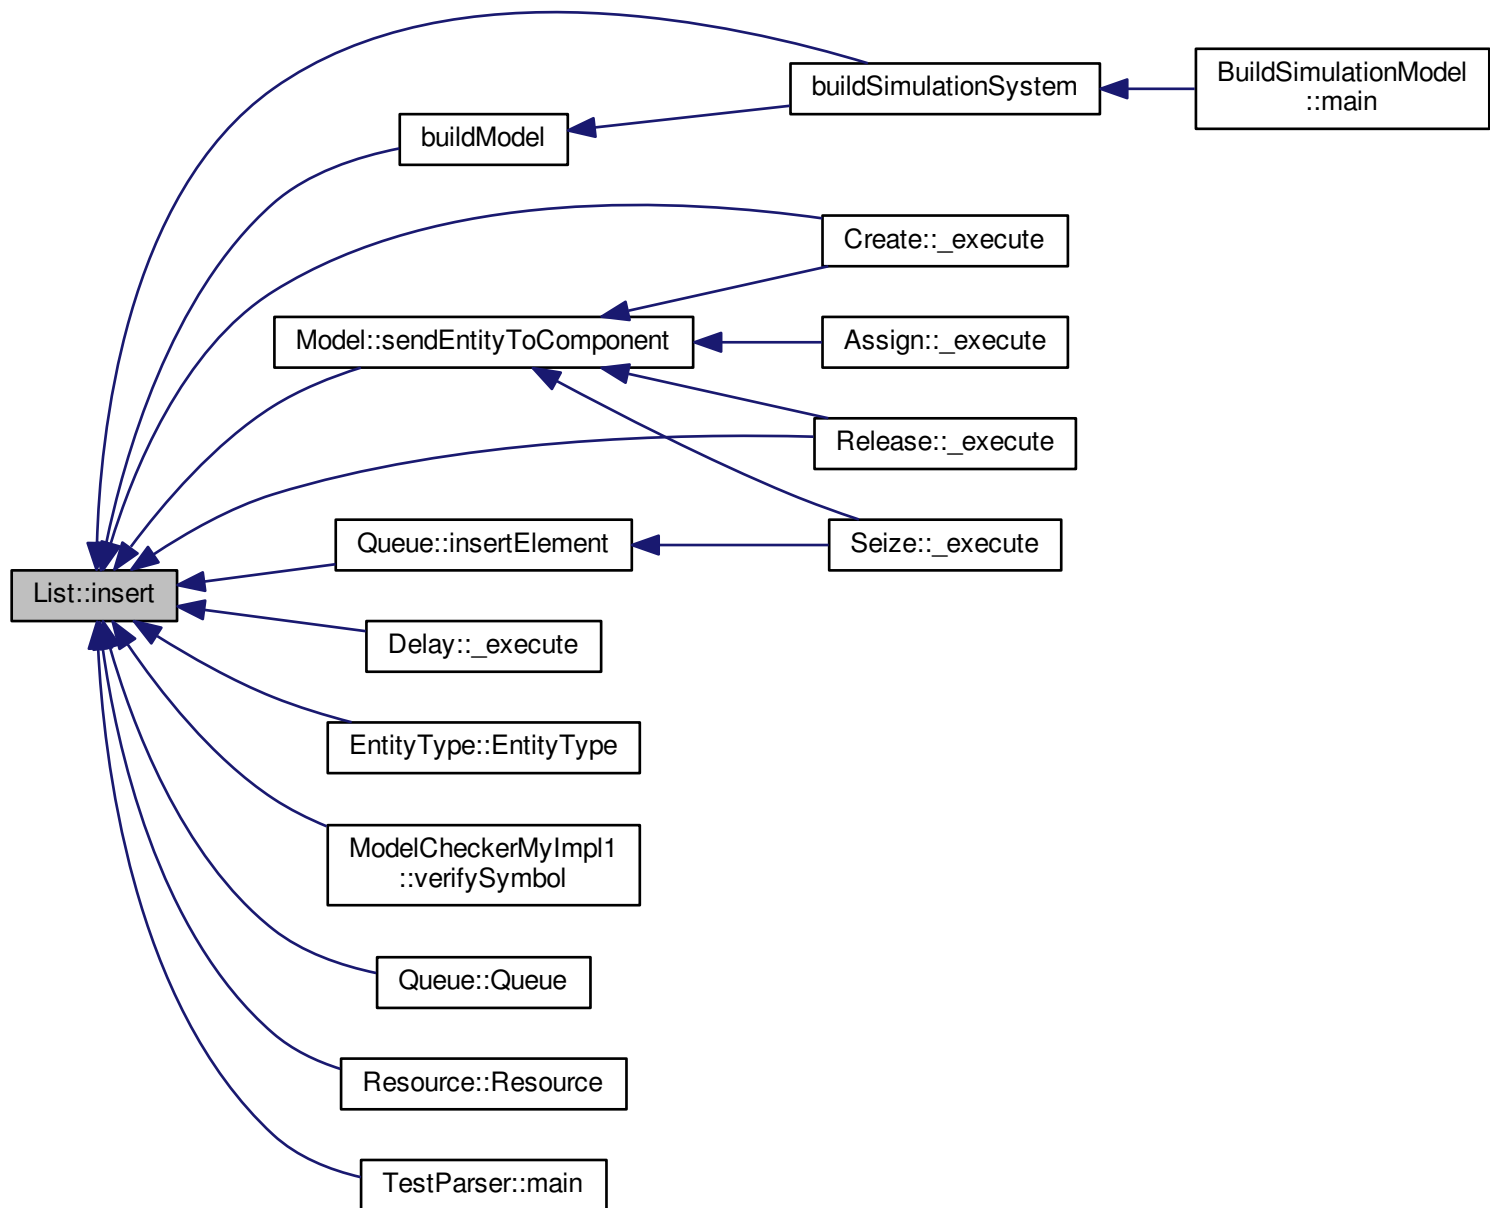 buildSimulationSystem
BuildSimulationModel
::main
buildModel
Create::_execute
Model::sendEntityToComponent
Assign::_execute
Release::_execute
Queue::insertElement
Seize::_execute
List::insert
Delay::_execute
EntityType::EntityType
ModelCheckerMyImpl1
::verifySymbol
Queue::Queue
Resource::Resource
TestParser::main